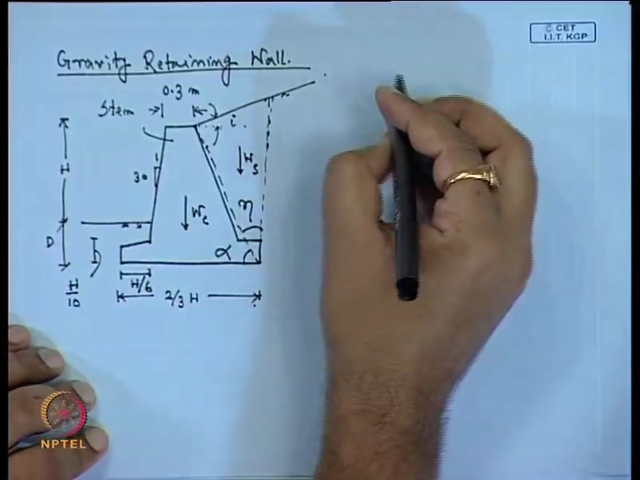 © CET
I.I.T. KGP
Gravity Retaining Wall.
0.3 m
Stem
i
H
30
Ws
Wc
η
D
h
α
H/10
H/6
2/3 H
NPTEL